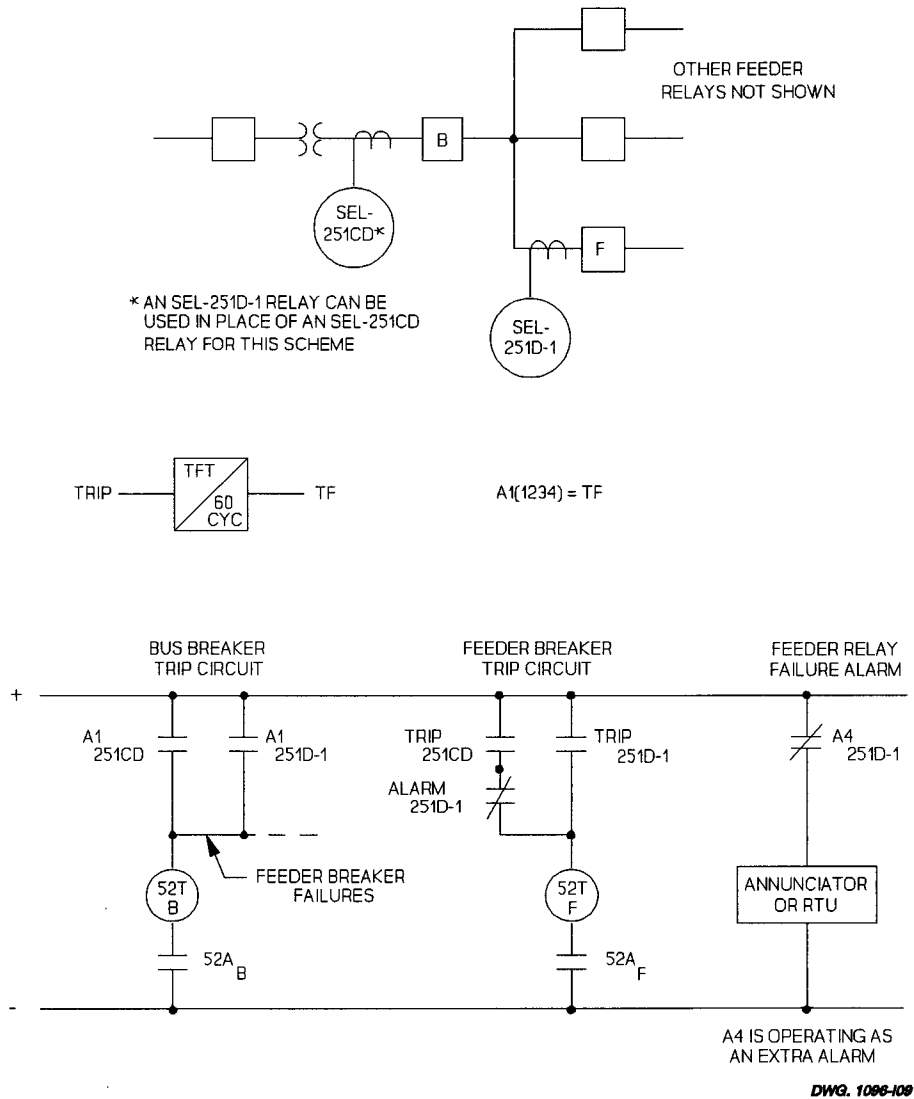 OTHER FEEDER
RELAYS NOT SHOWN
B
SEL-
251CD*
F
* AN SEL-251D-1 RELAY CAN BE
USED IN PLACE OF AN SEL-251CD
RELAY FOR THIS SCHEME
SEL-
251D-1
TRIP
TFT
60
CYC
TF
A1(1234) = TF
BUS BREAKER
TRIP CIRCUIT
FEEDER BREAKER
TRIP CIRCUIT
FEEDER RELAY
FAILURE ALARM
+
A1
251CD
A1
251D-1
TRIP
251CD
TRIP
251D-1
A4
251D-1
ALARM
251D-1
FEEDER BREAKER
FAILURES
52T
B
52T
F
ANNUNCIATOR
OR RTU
52A B
52A F
-
A4 IS OPERATING AS
AN EXTRA ALARM
DWG. 1096-I09